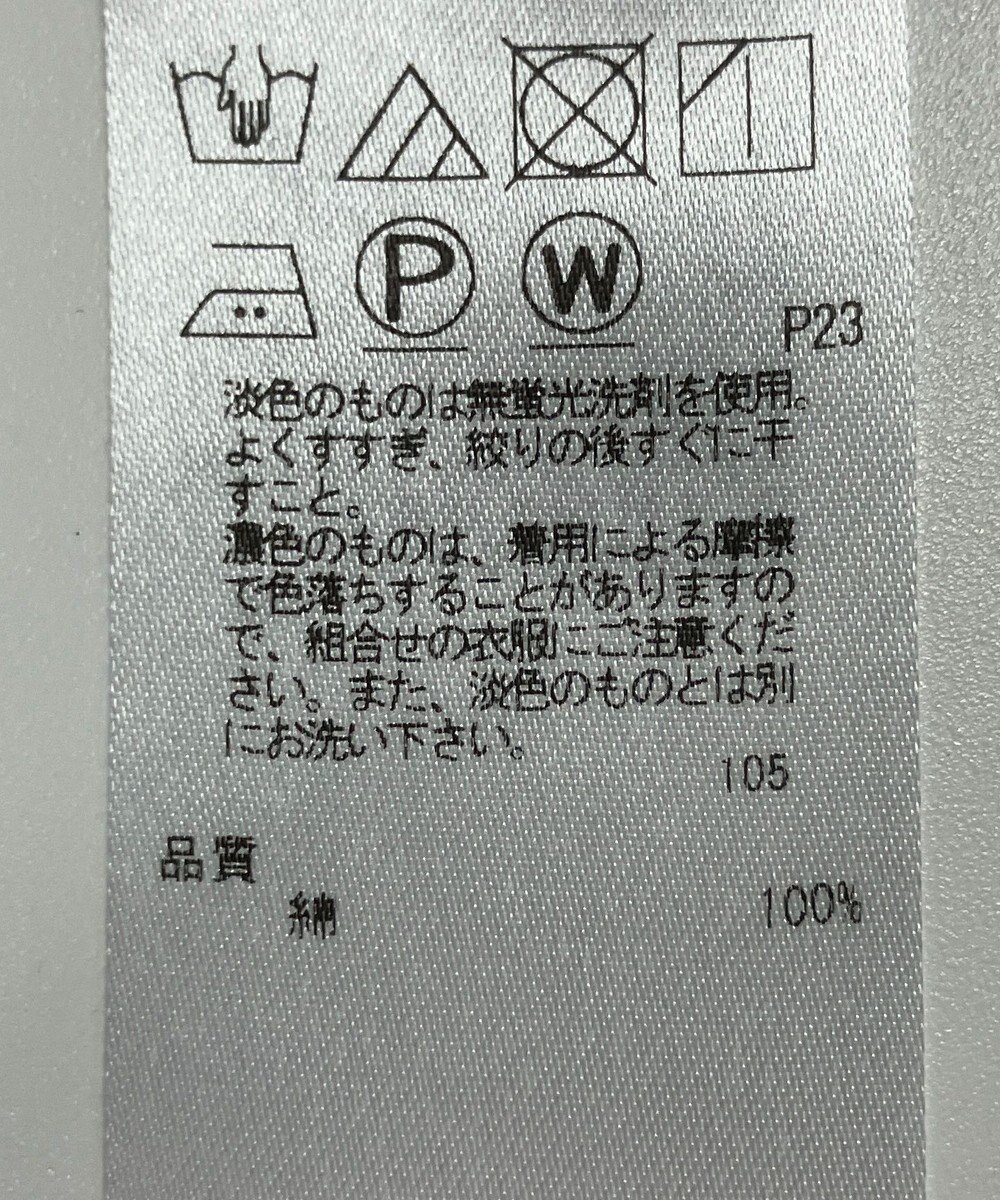 P
W
P23
淡色のものは無蛍光洗剤を使用。
よくすすぎ、絞りの後すぐに干
すこと。
濃色のものは、着用による摩擦
で色落ちすることがありますの
で、組合せの衣服にご注意くだ
さい。また、淡色のものとは別
にお洗い下さい。
105
品質
綿 100%